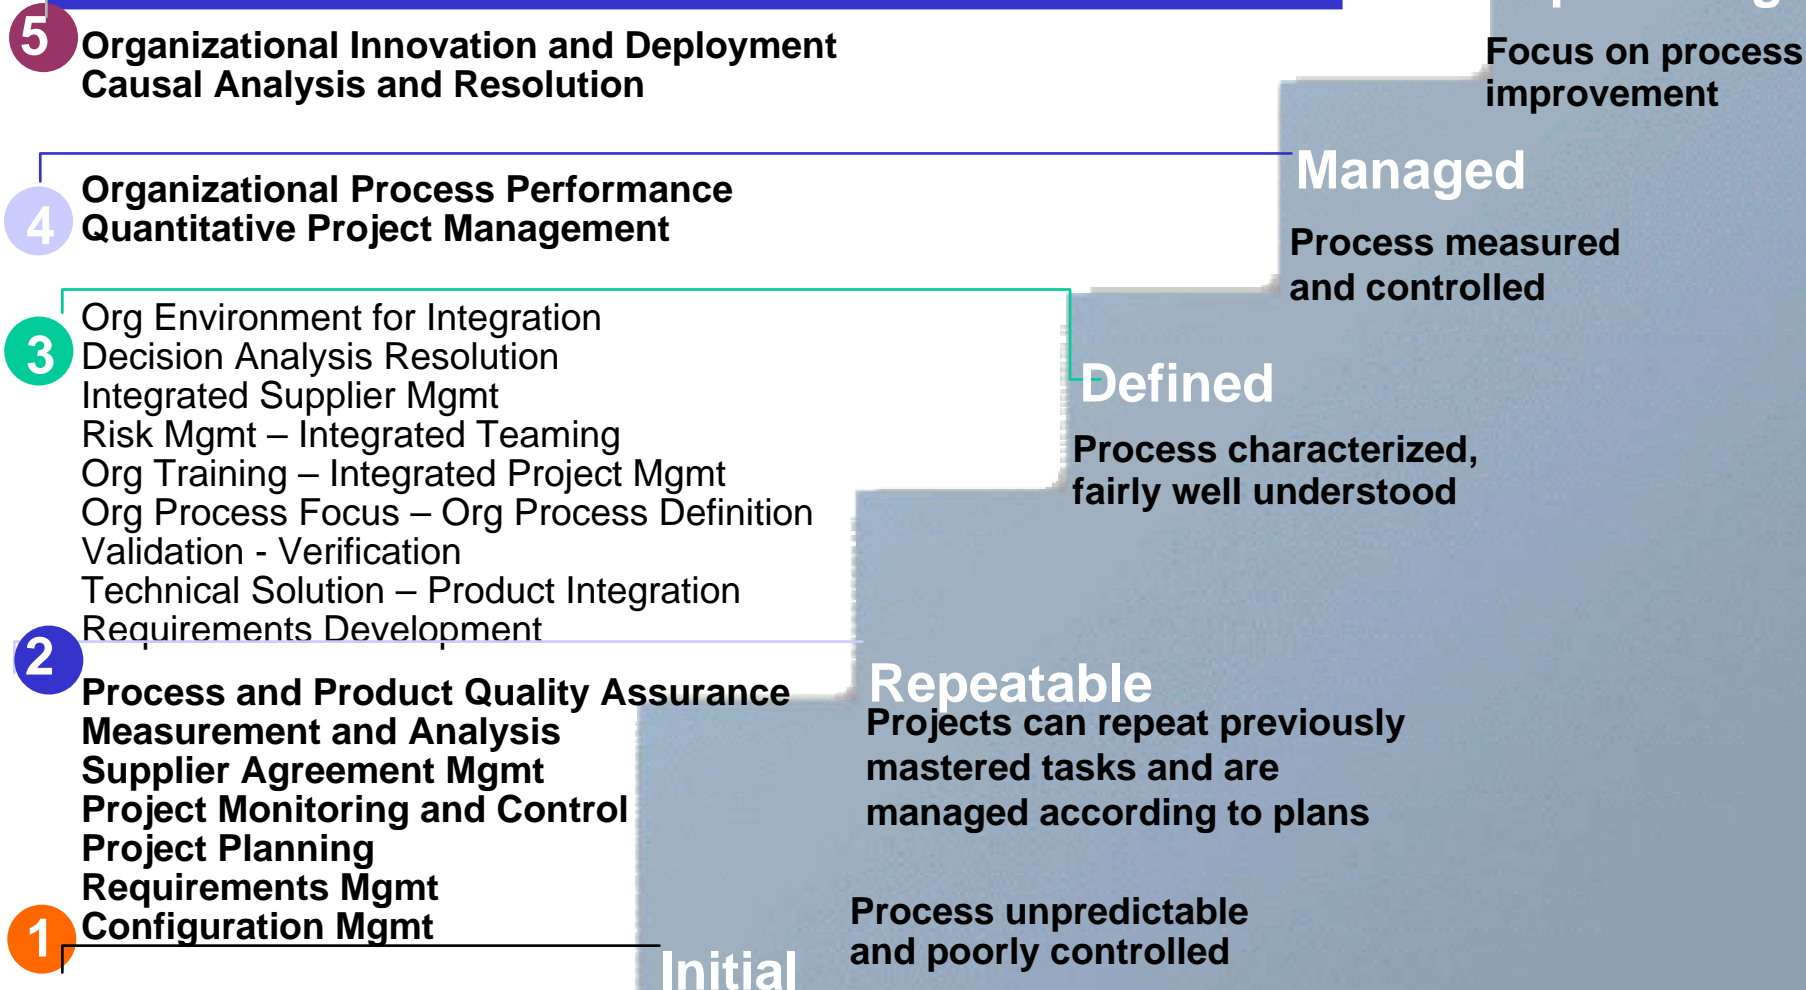 5
Organizational Innovation and Deployment
Causal Analysis and Resolution
Focus on process
improvement
4
Organizational Process Performance
Quantitative Project Management
Managed
Process measured
and controlled
3
Org Environment for Integration
Decision Analysis Resolution
Integrated Supplier Mgmt
Risk Mgmt – Integrated Teaming
Org Training – Integrated Project Mgmt
Org Process Focus – Org Process Definition
Validation - Verification
Technical Solution – Product Integration
Requirements Development
Defined
Process characterized,
fairly well understood
2
Process and Product Quality Assurance
Measurement and Analysis
Supplier Agreement Mgmt
Project Monitoring and Control
Project Planning
Requirements Mgmt
Configuration Mgmt
Repeatable
Projects can repeat previously
mastered tasks and are
managed according to plans
1
Initial
Process unpredictable
and poorly controlled